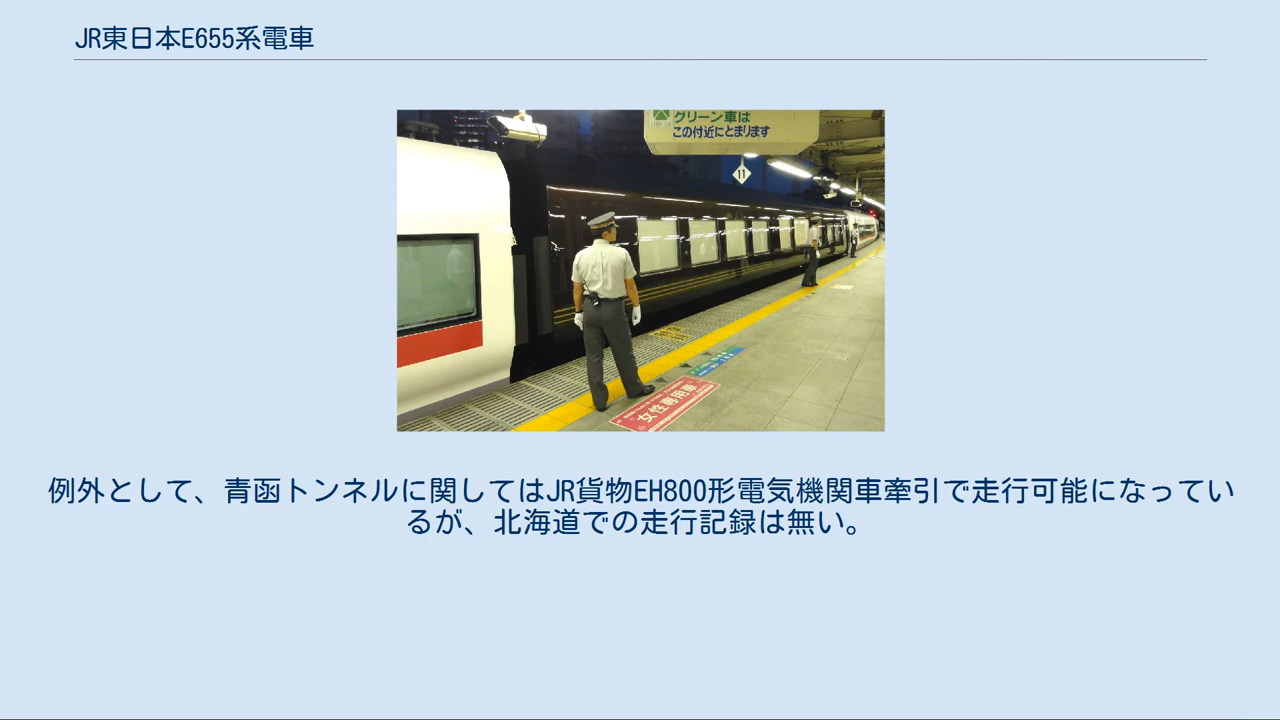 JR東日本E655系電車
グリーン車は
この付近にとまります
11
女性専用車
例外として、青函トンネルに関してはJR貨物EH800形電気機関車牽引で走行可能になってい
るが、北海道での走行記録は無い。